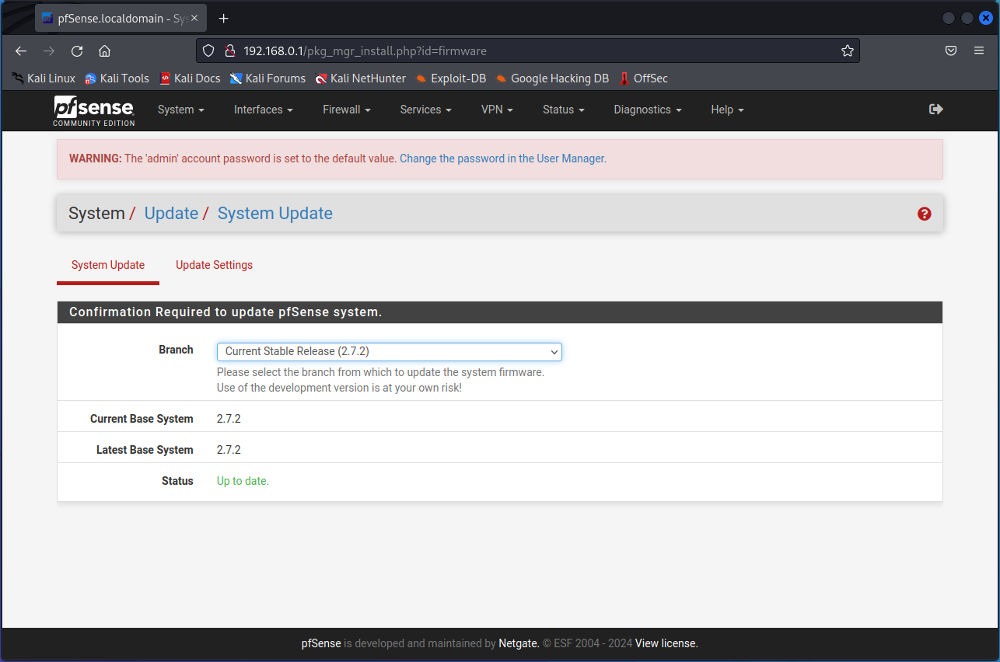 pfSense.localdomain - Sys
192.168.0.1/pkg_mgr_install.php?id=firmware
Kali Linux Kali Tools Kali Docs Kali Forums Kali NetHunter Exploit-DB Google Hacking DB OffSec
pfsense COMMUNITY EDITION System Interfaces Firewall Services VPN Status Diagnostics Help
WARNING: The 'admin' account password is set to the default value. Change the password in the User Manager.
System / Update / System Update
System Update Update Settings
Confirmation Required to update pfSense system.
Branch Current Stable Release (2.7.2)
Please select the branch from which to update the system firmware.
Use of the development version is at your own risk!
Current Base System 2.7.2
Latest Base System 2.7.2
Status Up to date.
pfSense is developed and maintained by Netgate. © ESF 2004 - 2024 View license.